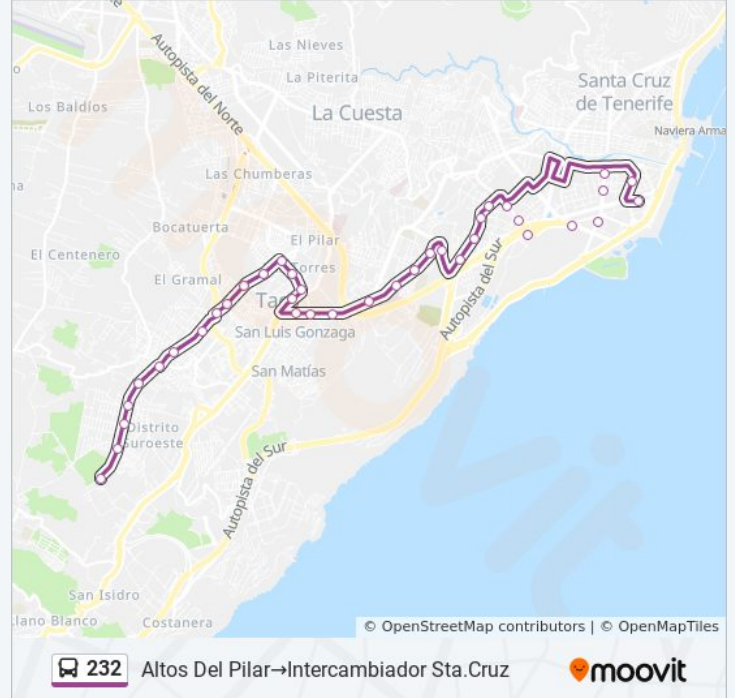 Las Nieves
Autopista del Norte
La Piterita
Santa Cruz
de Tenerife
Los Baldíos
La Cuesta
Naviera Arma
Las Chumberas
Bocatuerta
El Pilar
El Centenero
Torres
El Gramal
Autopista del Sur
San Luis Gonzaga
San Matías
Distrito
Suroeste
Autopista del Sur
San Isidro
Llano Blanco
Costanera
© OpenStreetMap contributors | © OpenMapTiles
232 Altos Del Pilar→Intercambiador Sta.Cruz
moovit